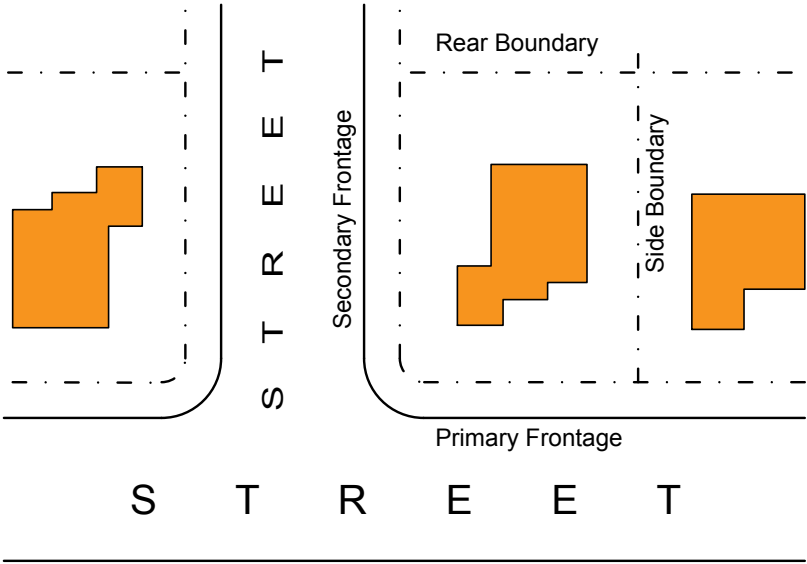 Rear Boundary
STREET
Secondary Frontage
Side Boundary
Primary Frontage
STREET